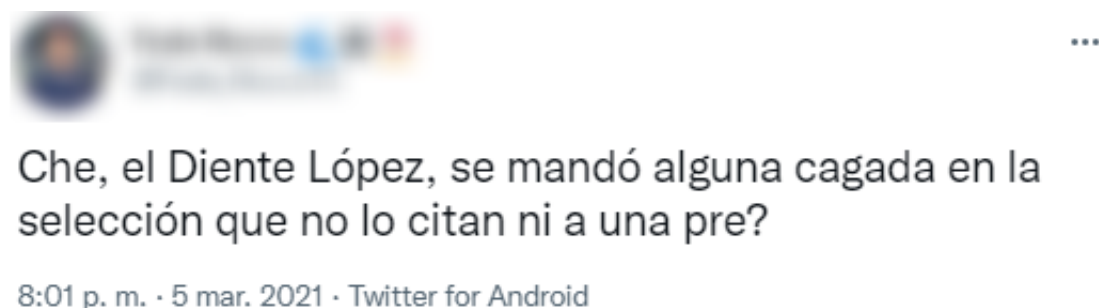 Che, el Diente López, se mandó alguna cagada en la
selección que no lo citan ni a una pre?
8:01 p. m. · 5 mar. 2021 · Twitter for Android